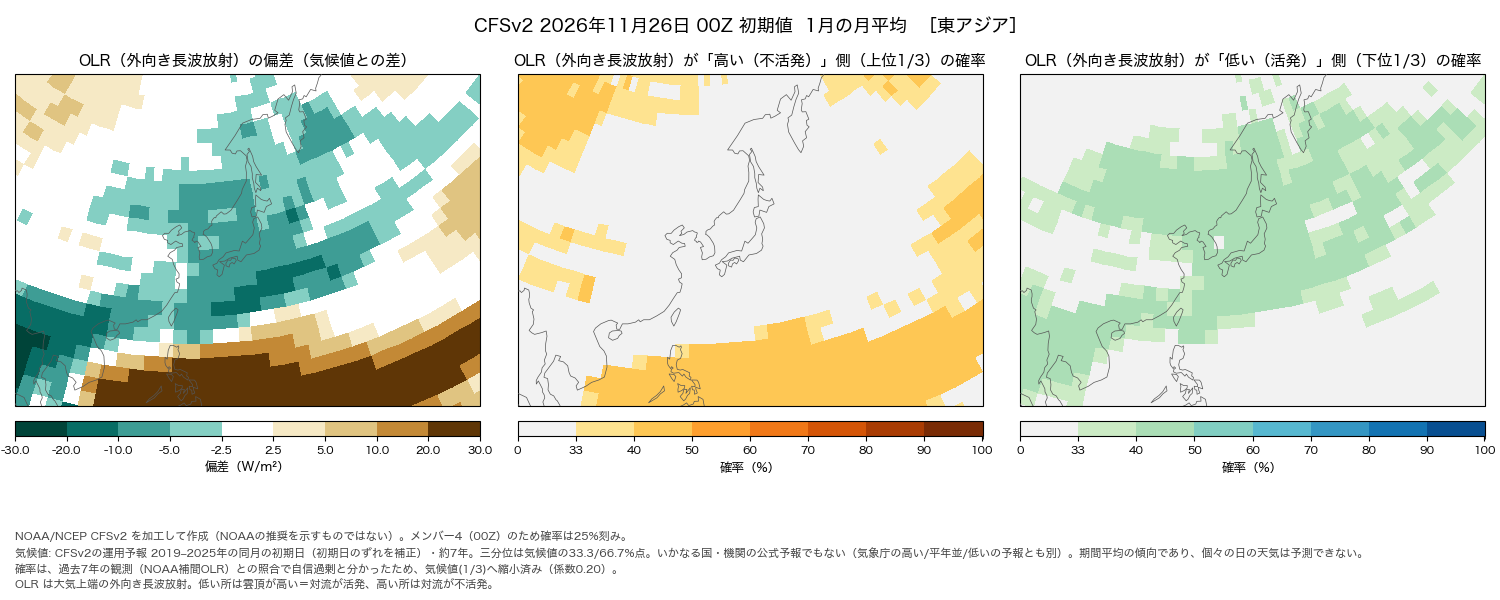 CFSv2 2026年11月26日 00Z 初期値 1月の月平均 ［東アジア］
OLR（外向き長波放射）の偏差（気候値との差）
OLR（外向き長波放射）が「高い（不活発）」側（上位1/3）の確率
OLR（外向き長波放射）が「低い（活発）」側（下位1/3）の確率
-30.0 -20.0 -10.0 -5.0 -2.5 2.5 5.0 10.0 20.0 30.0
偏差（W/m²）
0 33 40 50 60 70 80 90 100
確率（%）
0 33 40 50 60 70 80 90 100
確率（%）
NOAA/NCEP CFSv2 を加工して作成（NOAAの推奨を示すものではない）。メンバー4（00Z）のため確率は25%刻み。
気候値: CFSv2の運用予報 2019–2025年の同月の初期日（初期日のずれを補正）・約7年。三分位は気候値の33.3/66.7%点。いかなる国・機関の公式予報でもない（気象庁の高い/平年並/低いの予報とも別）。期間平均の傾向であり、個々の日の天気は予測できない。
確率は、過去7年の観測（NOAA補間OLR）との照合で自信過剰と分かったため、気候値(1/3)へ縮小済み（係数0.20）。
OLR は大気上端の外向き長波放射。低い所は雲頂が高い＝対流が活発、高い所は対流が不活発。